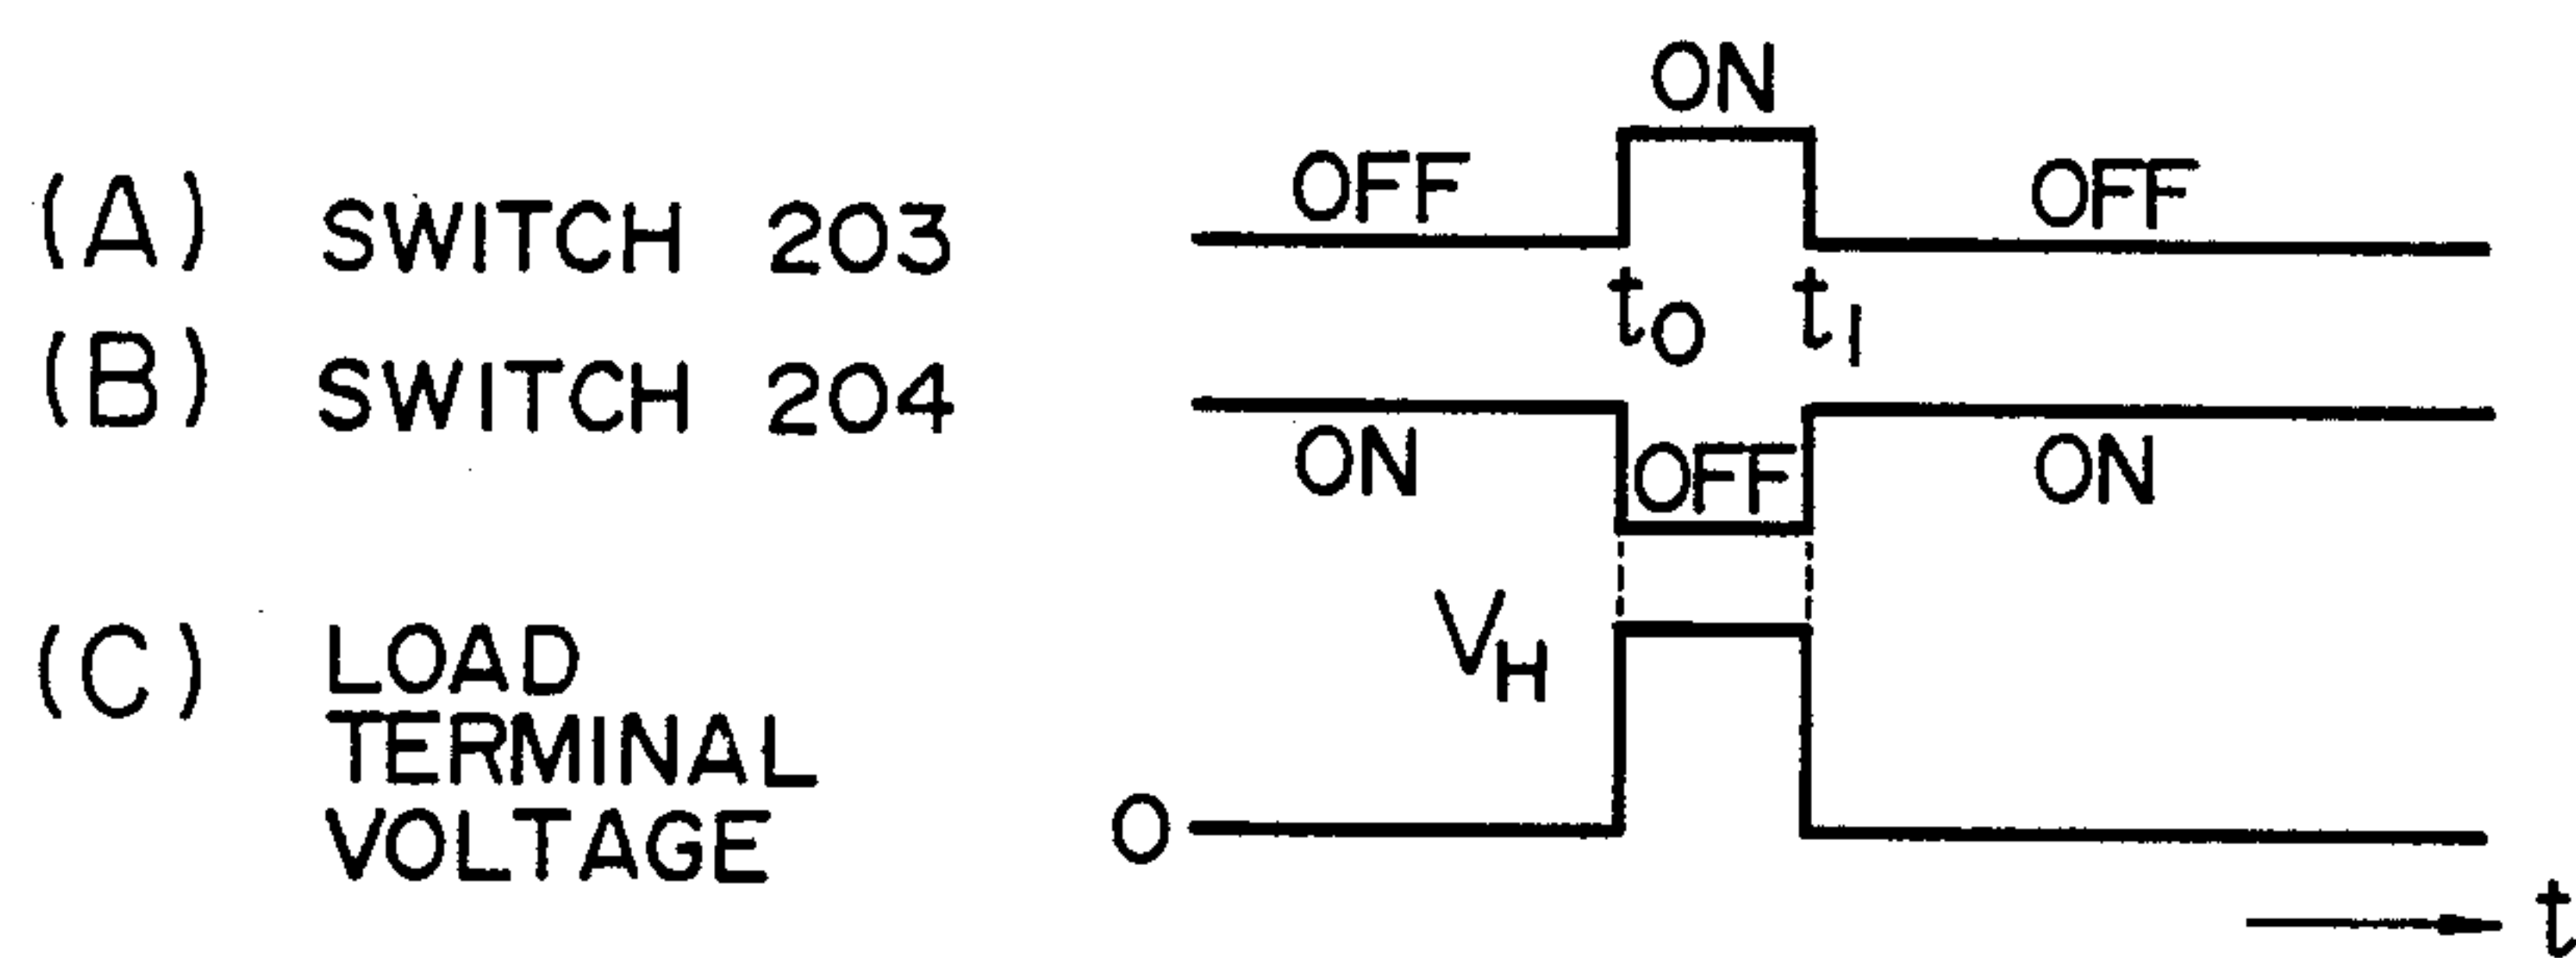 ON
OFF
OFF
(A) SWITCH 203
t0
t1
(B) SWITCH 204
ON
OFF
ON
VH
(C) LOAD
TERMINAL
VOLTAGE
0
t